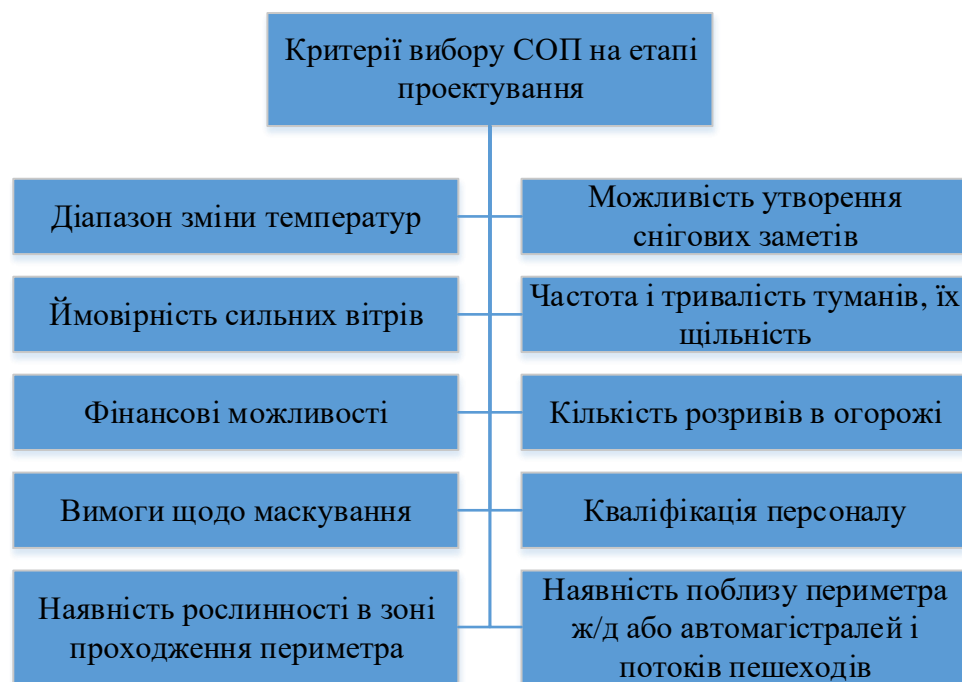 Критерії вибору СОП на етапі
проектування
Діапазон зміни температур
Можливість утворення
снігових заметів
Ймовірність сильних вітрів
Частота і тривалість туманів, їх
щільність
Фінансові можливості
Кількість розривів в огорожі
Вимоги щодо маскування
Кваліфікація персоналу
Наявність рослинності в зоні
проходження периметра
Наявність поблизу периметра
ж/д або автомагістралей і
потоків пешеходів